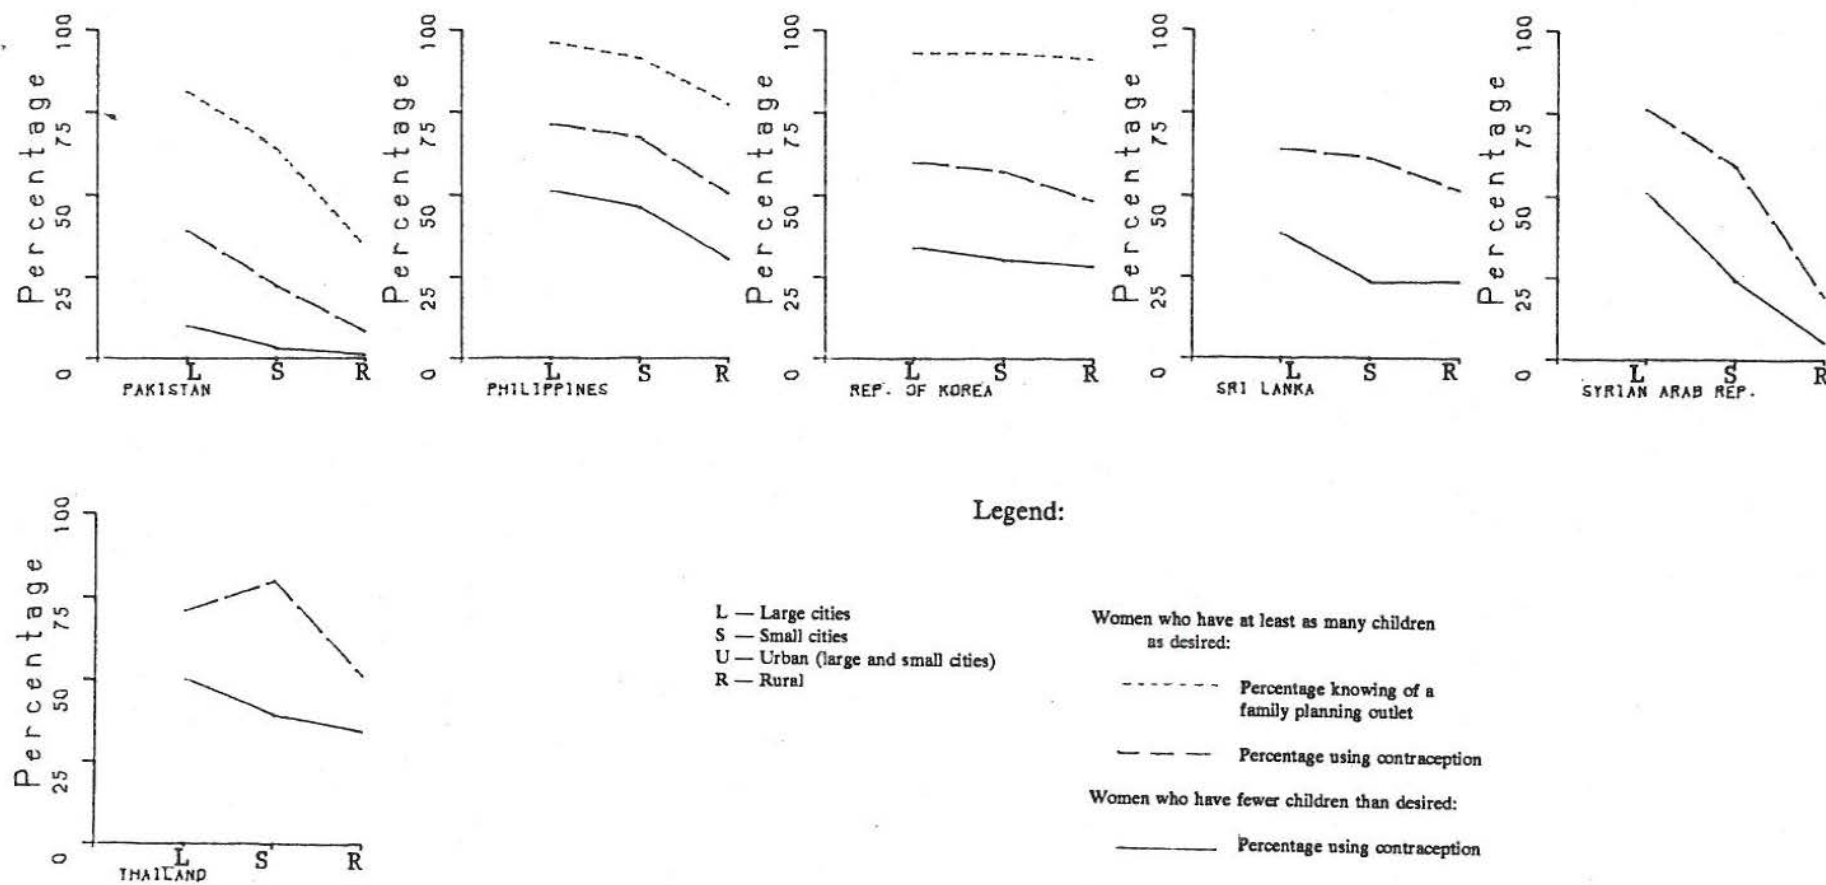 100
75
50
25
0
Percentage
L S R
PAKISTAN
100
75
50
25
0
Percentage
L S R
PHILIPPINES
100
75
50
25
0
Percentage
L S R
REP. OF KOREA
100
75
50
25
0
Percentage
L S R
SRI LANKA
100
75
50
25
0
Percentage
L S R
SYRIAN ARAB REP.
100
75
50
25
0
Percentage
L S R
THAILAND
Legend:
L — Large cities
S — Small cities
U — Urban (large and small cities)
R — Rural
Women who have at least as many children
as desired:
Percentage knowing of a
family planning outlet
Percentage using contraception
Women who have fewer children than desired:
Percentage using contraception